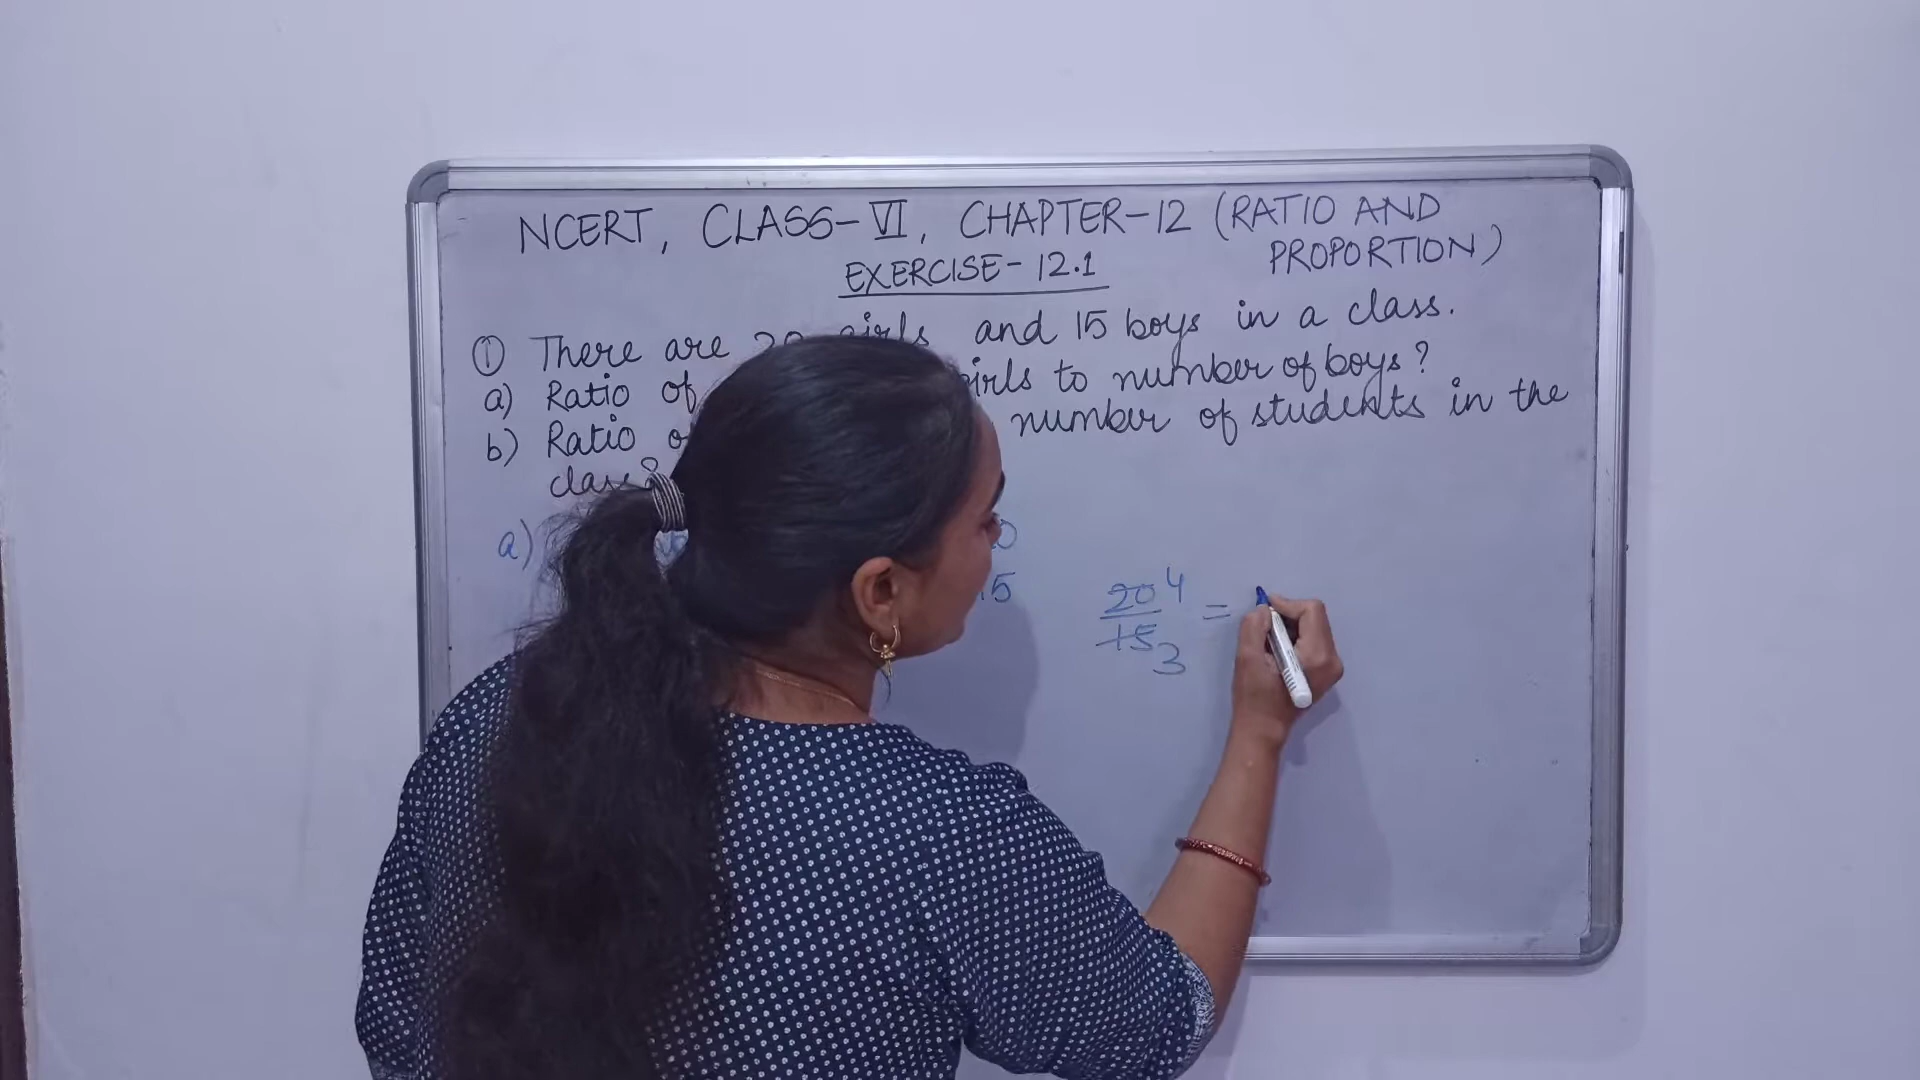 NCERT, CLASS-VI, CHAPTER-12 (RATIO AND
PROPORTION)
EXERCISE-12.1
① There are 20 girls and 15 boys in a class.
a) Ratio of girls to number of boys?
b) Ratio number of students in the
class?
a)
15
20 4
15 3
=